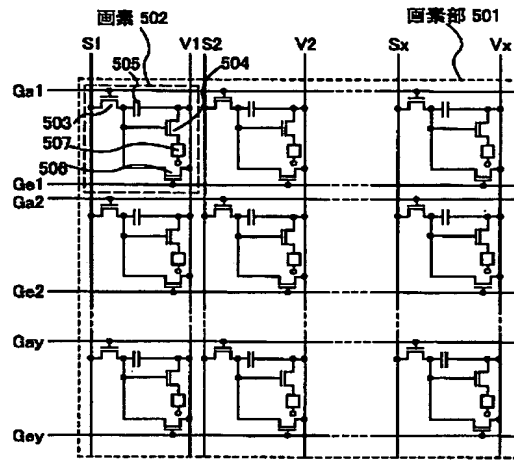 画素 502
画素部 501
S1
V1
S2
504
V2
Sx
Vx
505
Ga1
503
507
506
Ge1
Ga2
Ge2
Gay
Gey